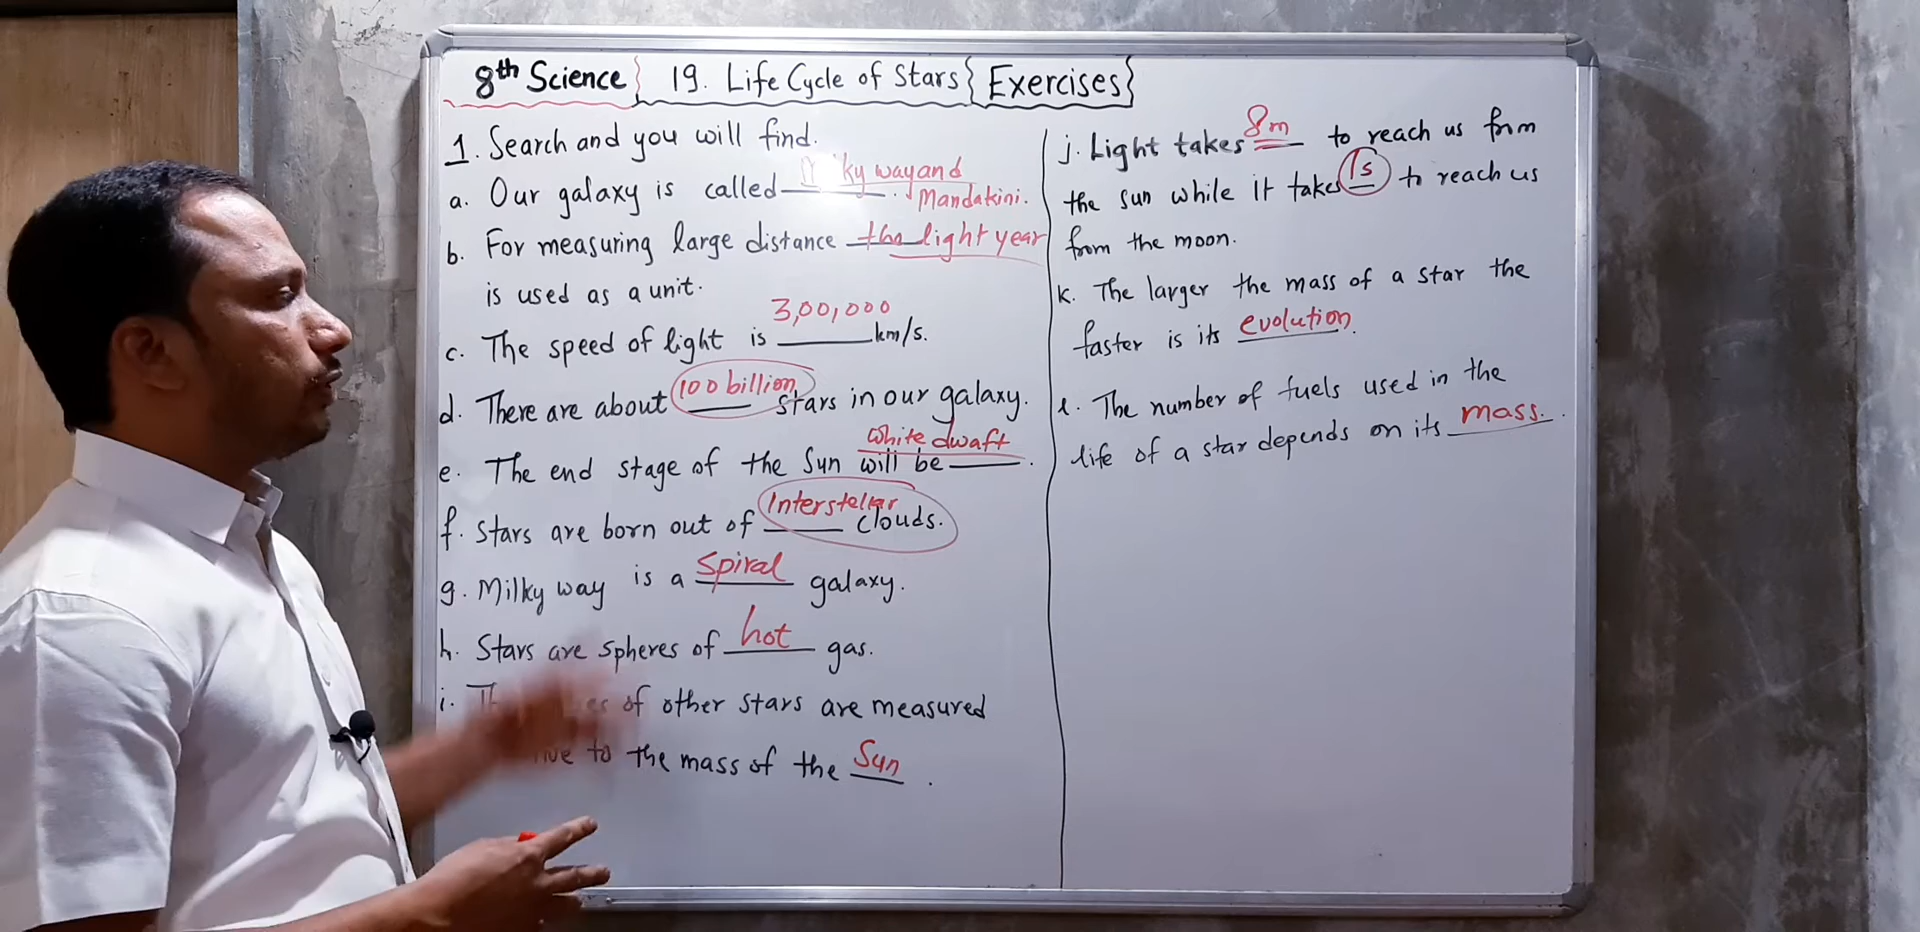 8th Science 19. Life Cycle of Stars Exercises
1. Search and you will find.
a. Our galaxy is called ky way and Mandakini.
b. For measuring large distance the light year
is used as a unit.
c. The speed of light is 3,00,000 km/s.
d. There are about 100 billion stars in our galaxy.
e. The end stage of the Sun will be white dwaft.
f. Stars are born out of Interstellar clouds.
g. Milky way is a Spiral galaxy.
h. Stars are spheres of hot gas.
i. of other stars are measured
to the mass of the Sun.
j. Light takes 8m to reach us from
the sun while it takes 1s to reach us
from the moon.
k. The larger the mass of a star the
faster is its evolution.
l. The number of fuels used in the
life of a star depends on its mass.